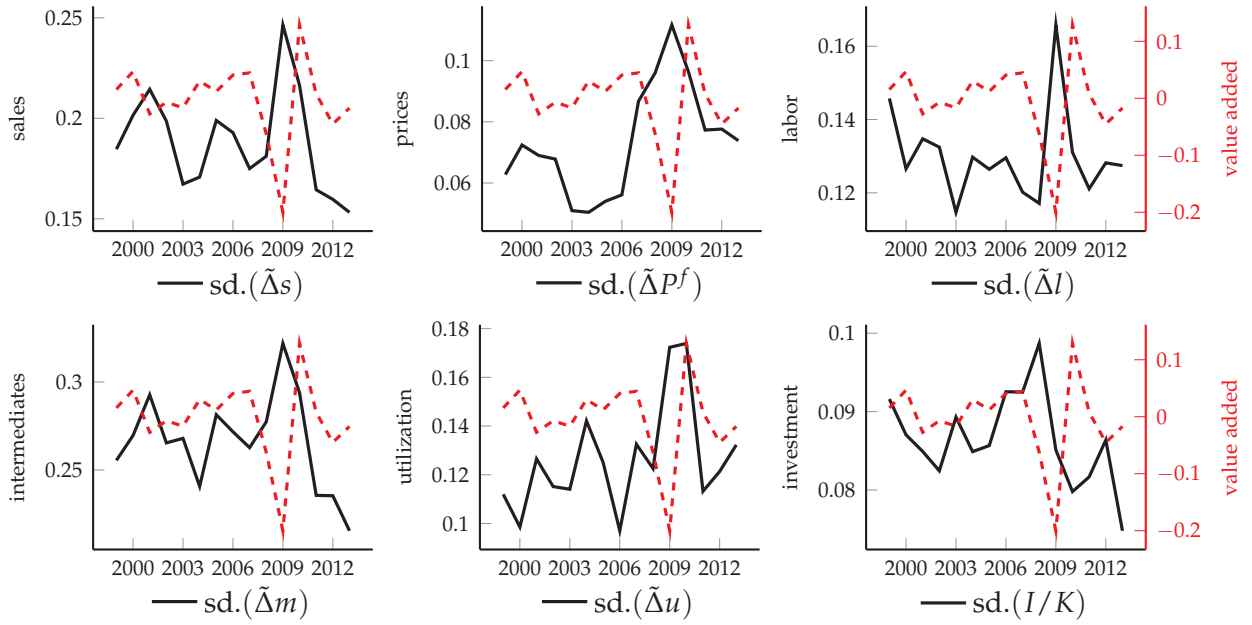 0.25
0.2
0.15
sales
2000 2003 2006 2009 2012
sd.(Δ̃s)
0.1
0.08
0.06
prices
2000 2003 2006 2009 2012
sd.(Δ̃P^f)
0.16
0.14
0.12
labor
0.1
0
−0.1
−0.2
value added
2000 2003 2006 2009 2012
sd.(Δ̃l)
0.3
0.25
intermediates
2000 2003 2006 2009 2012
sd.(Δ̃m)
0.18
0.16
0.14
0.12
0.1
utilization
2000 2003 2006 2009 2012
sd.(Δ̃u)
0.1
0.09
0.08
investment
0.1
0
−0.1
−0.2
value added
2000 2003 2006 2009 2012
sd.(I/K)